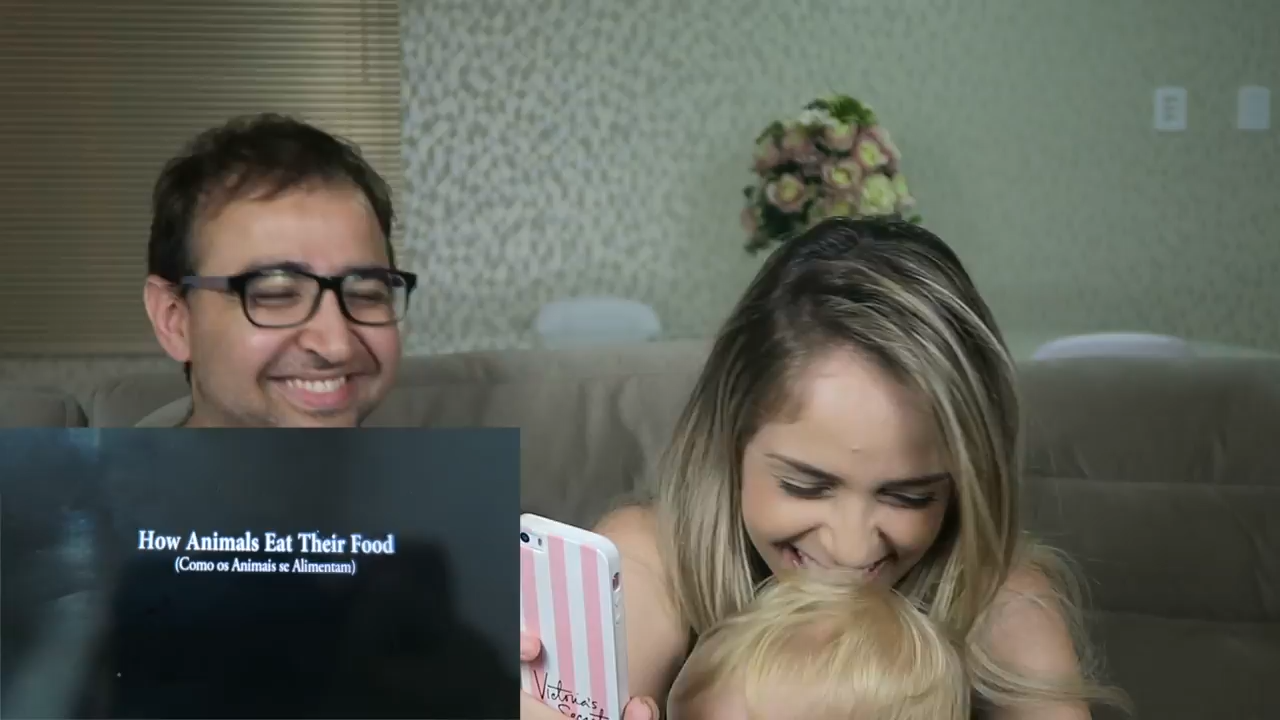 How Animals Eat Their Food
(Como os Animais se Alimentam)
Victoria's
Secret